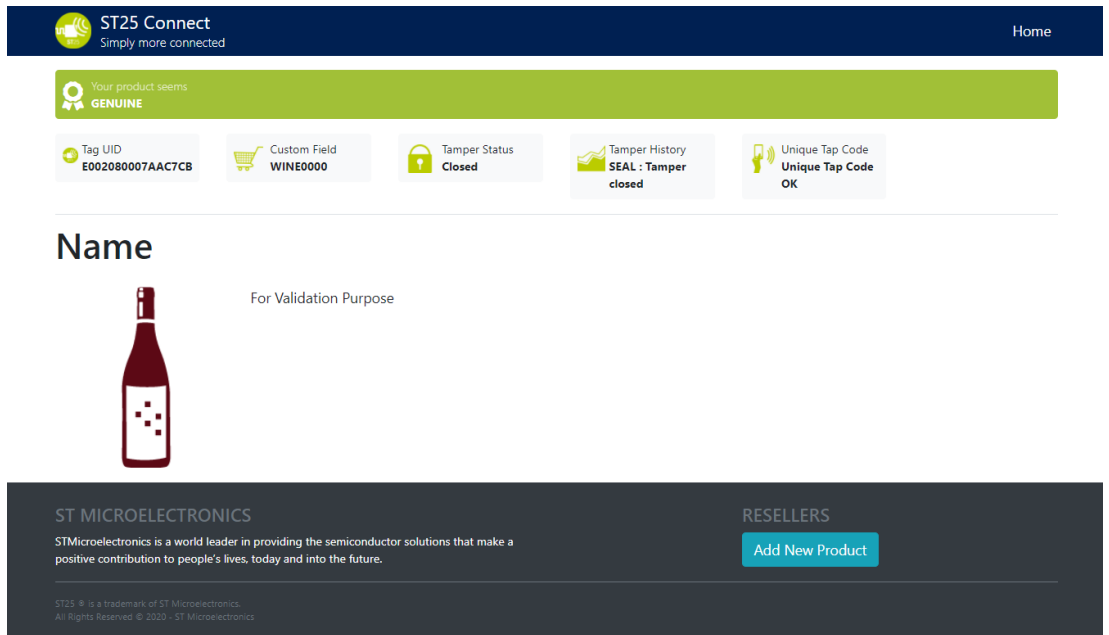 ST25 Connect
Simply more connected
Home
Your product seems
GENUINE
Tag UID
E002080007AAC7CB
Custom Field
WINE0000
Tamper Status
Closed
Tamper History
SEAL : Tamper
closed
Unique Tap Code
Unique Tap Code
OK
Name
For Validation Purpose
ST MICROELECTRONICS
STMicroelectronics is a world leader in providing the semiconductor solutions that make a
positive contribution to people's lives, today and into the future.
RESELLERS
Add New Product
ST25 ® is a trademark of ST Microelectronics.
All Rights Reserved © 2020 - ST Microelectronics